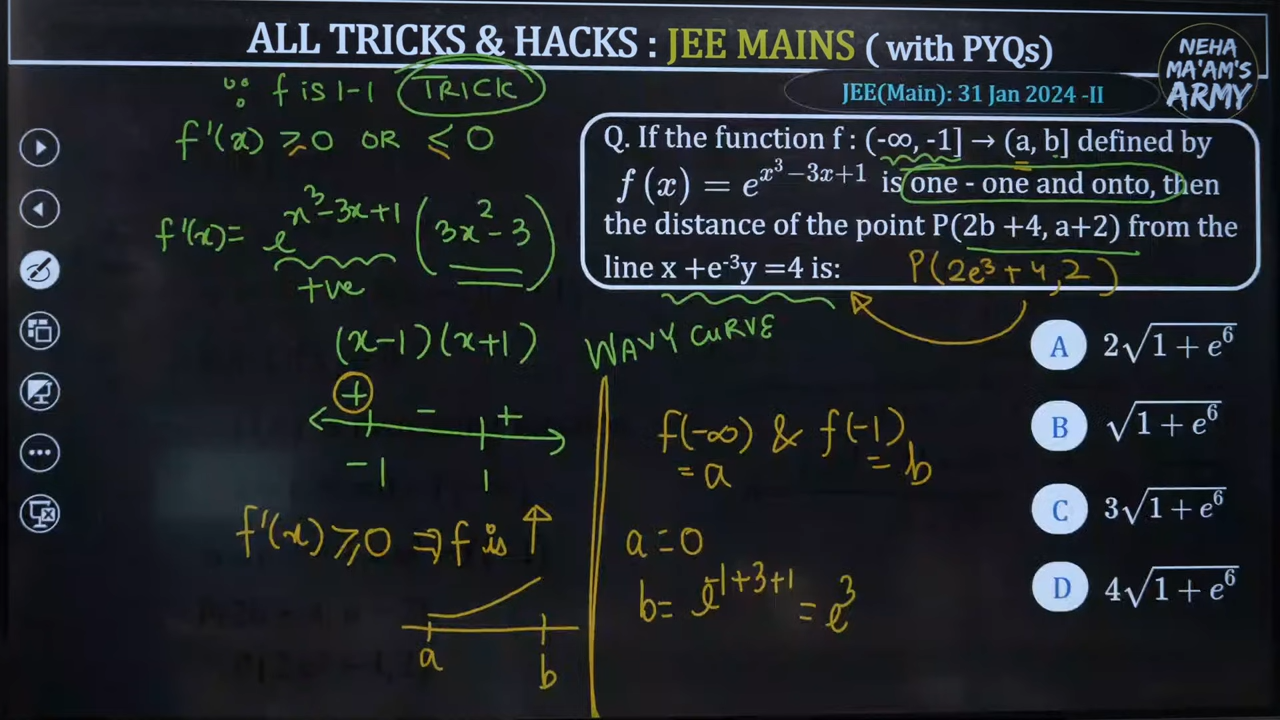 ALL TRICKS & HACKS : JEE MAINS ( with PYQs)
NEHA
MA'AM'S
ARMY
JEE(Main): 31 Jan 2024 -II
∵ f is 1-1 TRICK
f'(x) ≥ 0 OR ≤ 0
f'(x) = e^{x³-3x+1} (3x²-3)
+ve
(x-1)(x+1)
WAVY CURVE
+ - +
-1 1
f'(x) ≥ 0 ⇒ f is ↑
a b
Q. If the function f : (-∞, -1] → (a, b] defined by
f (x) = e^{x³−3x+1} is one - one and onto, then
the distance of the point P(2b +4, a+2) from the
line x +e⁻³y =4 is: P(2e³+4, 2)
f(-∞) & f(-1)
= a = b
a = 0
b = e^{-1+3+1} = e³
A 2√(1 + e⁶)
B √(1 + e⁶)
C 3√(1 + e⁶)
D 4√(1 + e⁶)